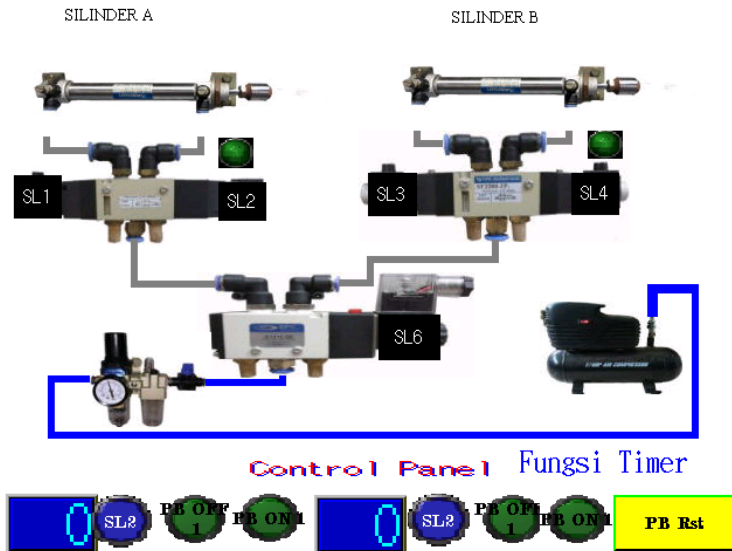 SILINDER A
SILINDER B
SL1
SL2
SL3
SL4
SL6
Control Panel
Fungsi Timer
0
SL2
PB OFF 1
PB ON 1
0
SL2
PB OFF 1
PB ON 1
PB Rst